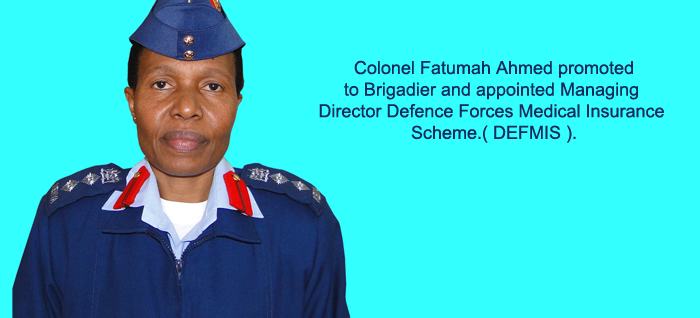 Colonel Fatumah Ahmed promoted
to Brigadier and appointed Managing
Director Defence Forces Medical Insurance
Scheme.( DEFMIS ).